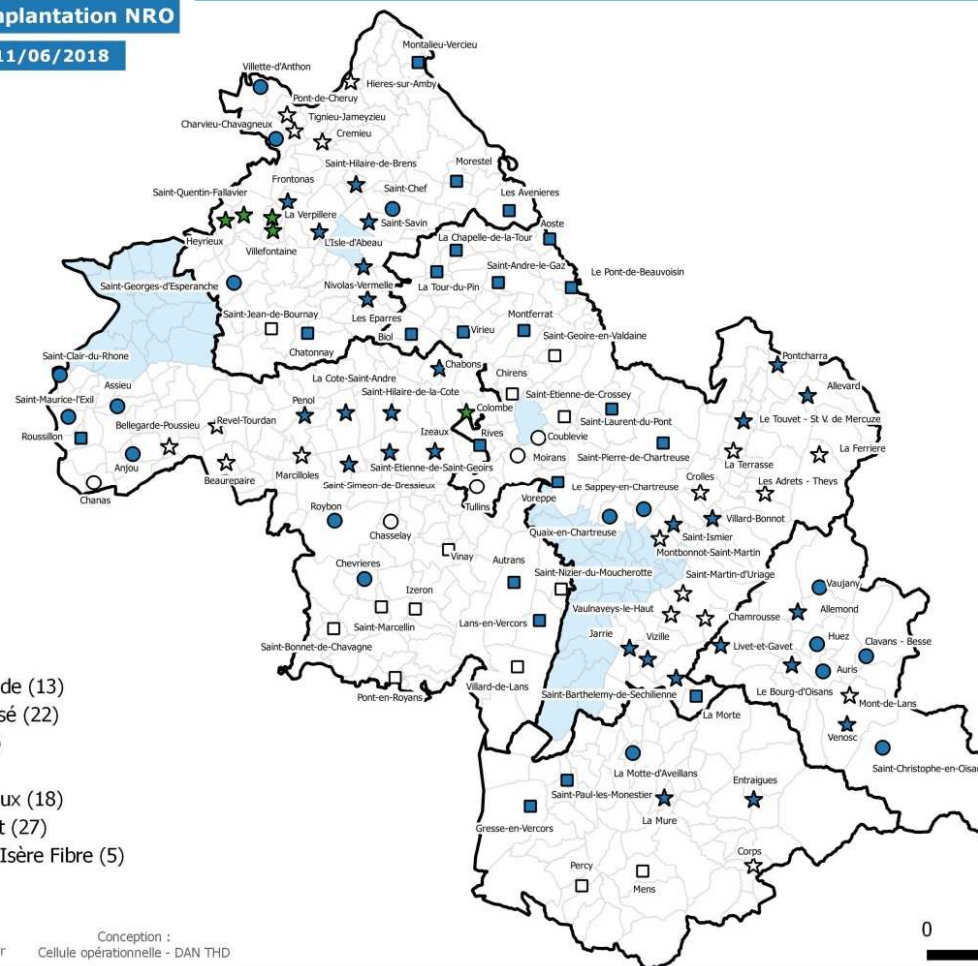 mplantation NRO
11/06/2018
Montalieu-Vercieu
Villette-d'Anthon
Hieres-sur-Amby
Pont-de-Cheruy
Tignieu-Jameyzieu
Charvieu-Chavagneux
Cremieu
Saint-Hilaire-de-Brens
Morestel
Frontonas
Saint-Chef
Saint-Quentin-Fallavier
Les Avenieres
La Verpillere
Saint-Savin
Aoste
Heyrieux
L'Isle-d'Abeau
La Chapelle-de-la-Tour
Villefontaine
Saint-Andre-le-Gaz
Le Pont-de-Beauvoisin
Saint-Georges-d'Esperanche
Nivolas-Vermelle
La Tour-du-Pin
Saint-Jean-de-Bournay
Les Eparres
Montferrat
Biol
Virieu
Saint-Geoire-en-Valdaine
Chatonnay
Saint-Clair-du-Rhone
Chabons
Pontcharra
Chirens
Assieu
La Cote-Saint-Andre
Saint-Hilaire-de-la-Cote
Saint-Etienne-de-Crossey
Allevard
Saint-Maurice-l'Exil
Penol
Colombe
Saint-Laurent-du-Pont
Le Touvet - St V. de Mercuze
Bellegarde-Poussieu
Revel-Tourdan
Izeaux
Rives
Coublevie
Roussillon
Moirans
Saint-Pierre-de-Chartreuse
La Ferriere
Anjou
Marcilloles
Saint-Etienne-de-Saint-Geoirs
La Terrasse
Beaurepaire
Saint-Simeon-de-Bressieux
Crolles
Chanas
Voreppe
Le Sappey-en-Chartreuse
Les Adrets - Theys
Tullins
Roybon
Villard-Bonnot
Chasselay
Quaix-en-Chartreuse
Saint-Ismier
Montbonnot-Saint-Martin
Vinay
Autrans
Chevrieres
Saint-Nizier-du-Moucherotte
Saint-Martin-d'Uriage
Izeron
Vaujany
Vaulnaveys-le-Haut
Chamrousse
Allemond
Saint-Marcellin
Lans-en-Vercors
Jarrie
Vizille
Huez
Clavans - Besse
Saint-Bonnet-de-Chavagne
Livet-et-Gavet
Auris
Villard-de-Lans
Le Bourg-d'Oisans
Pont-en-Royans
Saint-Barthelemy-de-Sechilienne
Mont-de-Lans
de (13)
La Morte
sé (22)
Venosc
Saint-Christophe-en-Oisa
La Motte-d'Aveillans
Entraigues
ux (18)
Saint-Paul-les-Monestier
t (27)
Gresse-en-Vercors
La Mure
Isère Fibre (5)
Corps
Percy
Mens
Conception :
r Cellule opérationnelle - DAN THD
0